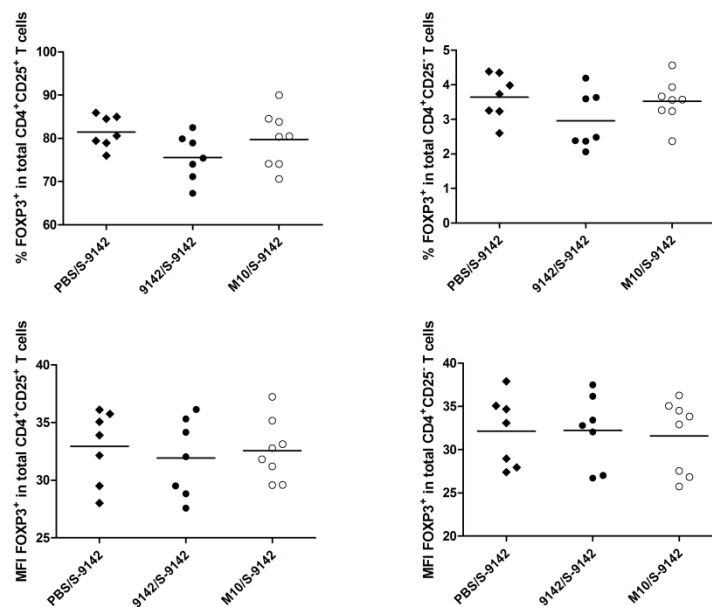 % FOXP3⁺ in total CD4⁺CD25⁺ T cells
100
90
80
70
60
PBS/S-9142
9142/S-9142
M10/S-9142
% FOXP3⁺ in total CD4⁺CD25⁻ T cells
5
4
3
2
1
0
PBS/S-9142
9142/S-9142
M10/S-9142
MFI FOXP3⁺ in total CD4⁺CD25⁺ T cells
40
35
30
25
PBS/S-9142
9142/S-9142
M10/S-9142
MFI FOXP3⁺ in total CD4⁺CD25⁻ T cells
40
35
30
25
20
PBS/S-9142
9142/S-9142
M10/S-9142